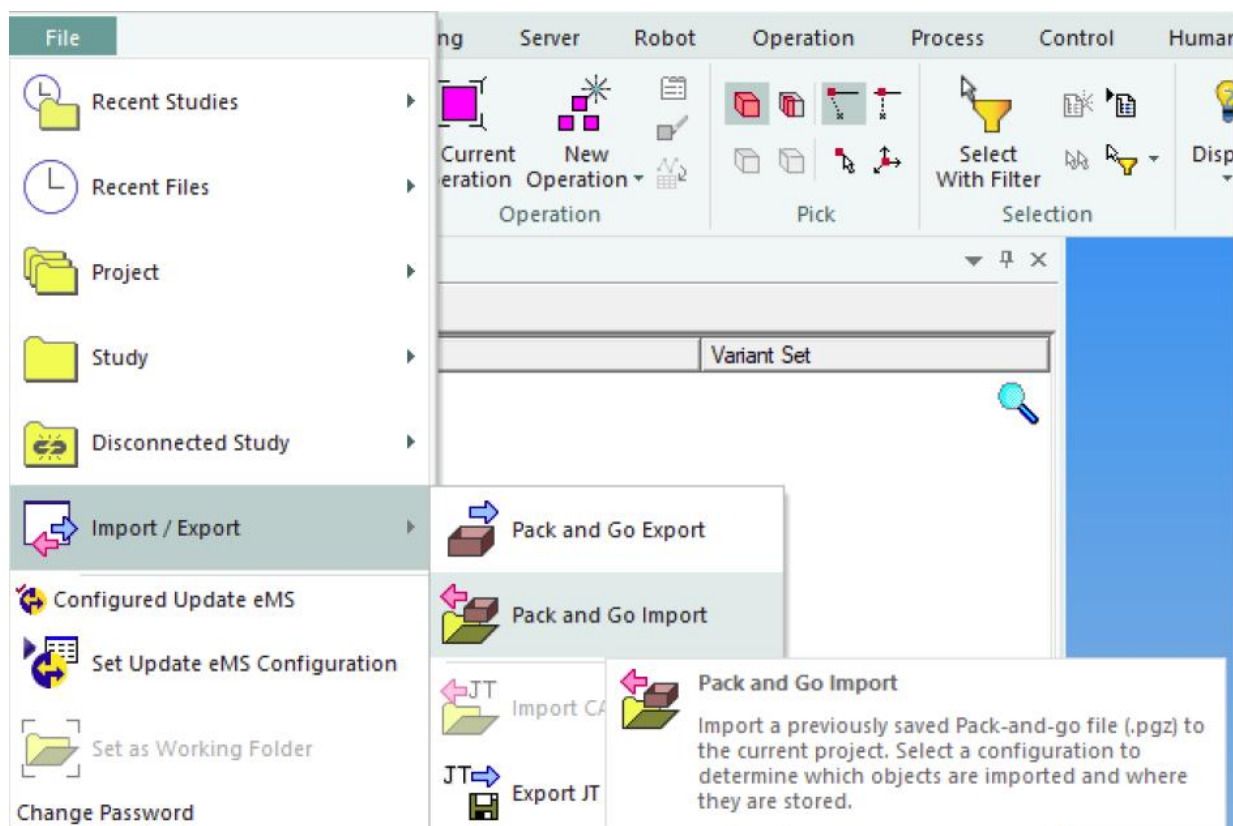 File
ng Server Robot Operation Process Control Human
Recent Studies
Recent Files
Project
Study
Disconnected Study
Import / Export
Configured Update eMS
Set Update eMS Configuration
Set as Working Folder
Change Password
Current
eration
New
Operation
Operation
Pick
Select
With Filter
Selection
Disp
Variant Set
Pack and Go Export
Pack and Go Import
JT
Import CA
JT
Export JT
Pack and Go Import
Import a previously saved Pack-and-go file (.pgz) to
the current project. Select a configuration to
determine which objects are imported and where
they are stored.